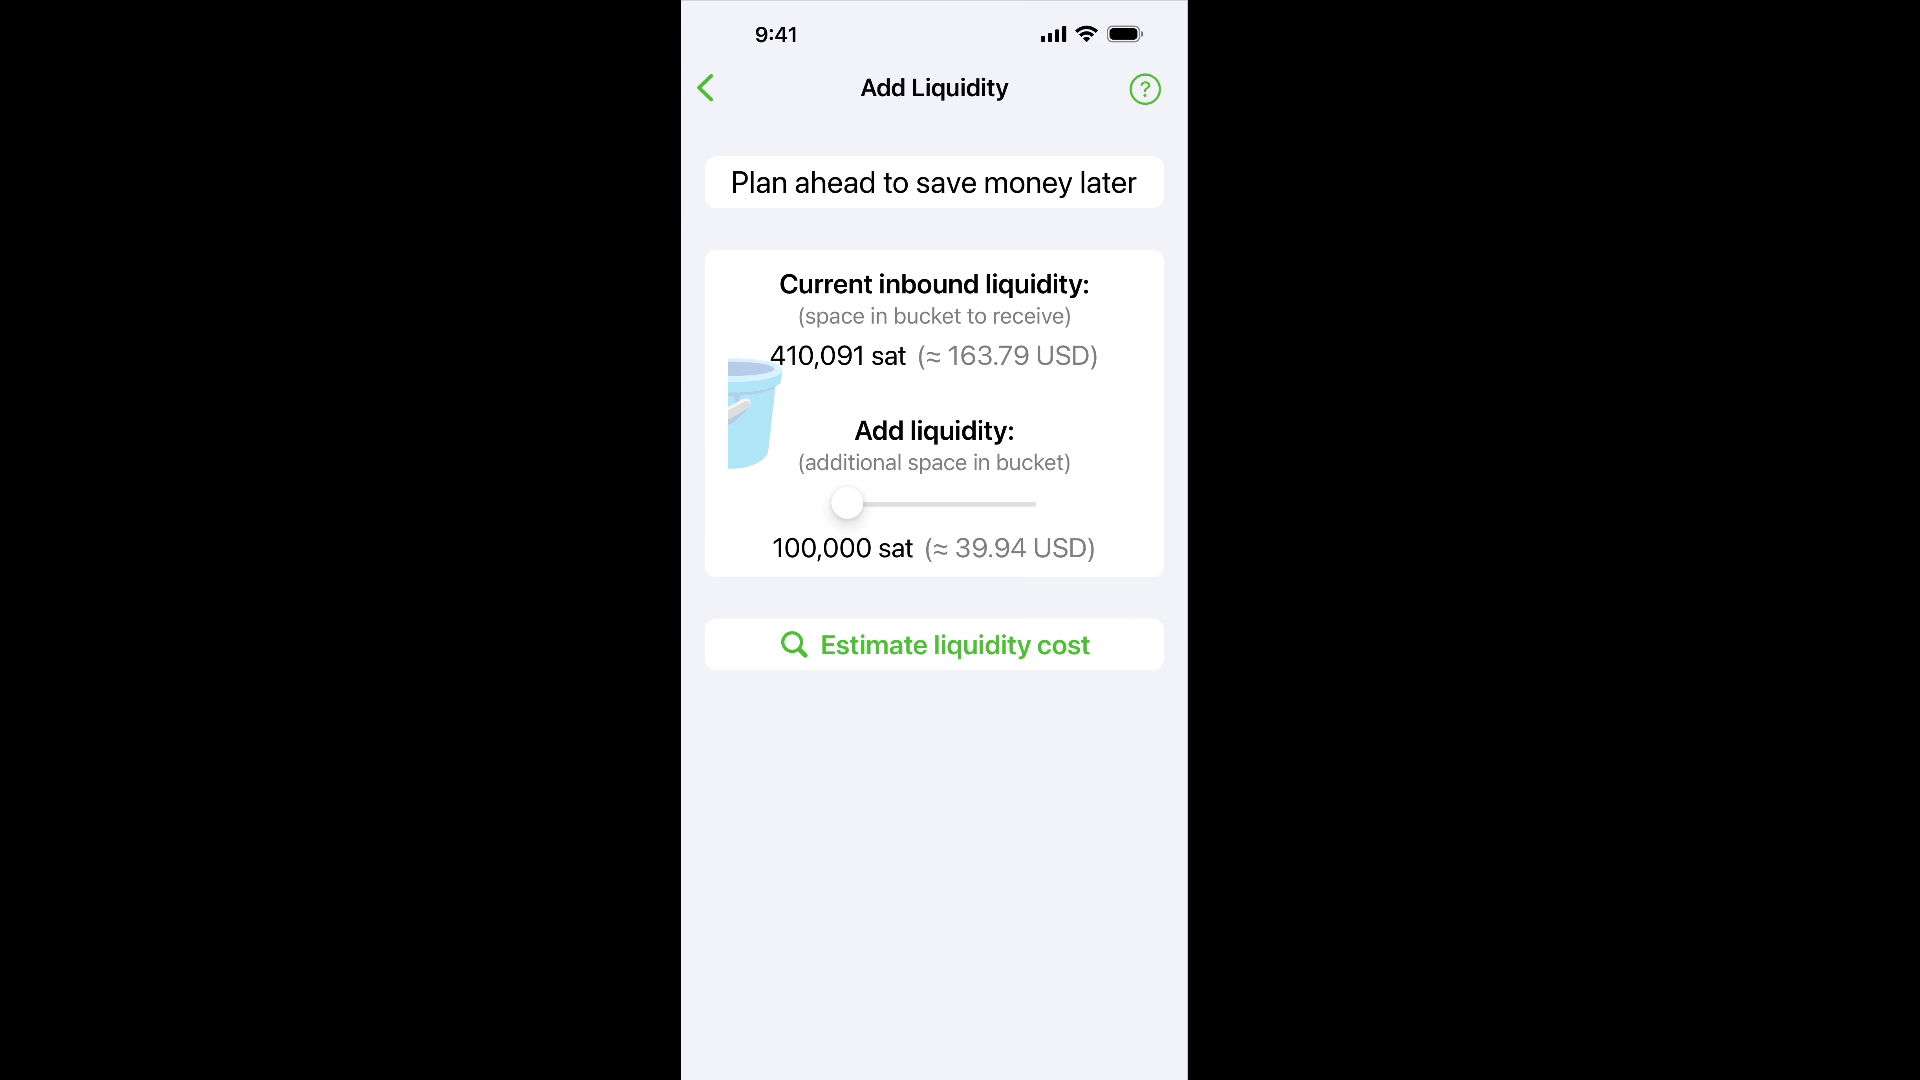 9:41
Add Liquidity
?
Plan ahead to save money later
Current inbound liquidity:
(space in bucket to receive)
410,091 sat (≈ 163.79 USD)
Add liquidity:
(additional space in bucket)
100,000 sat (≈ 39.94 USD)
Estimate liquidity cost